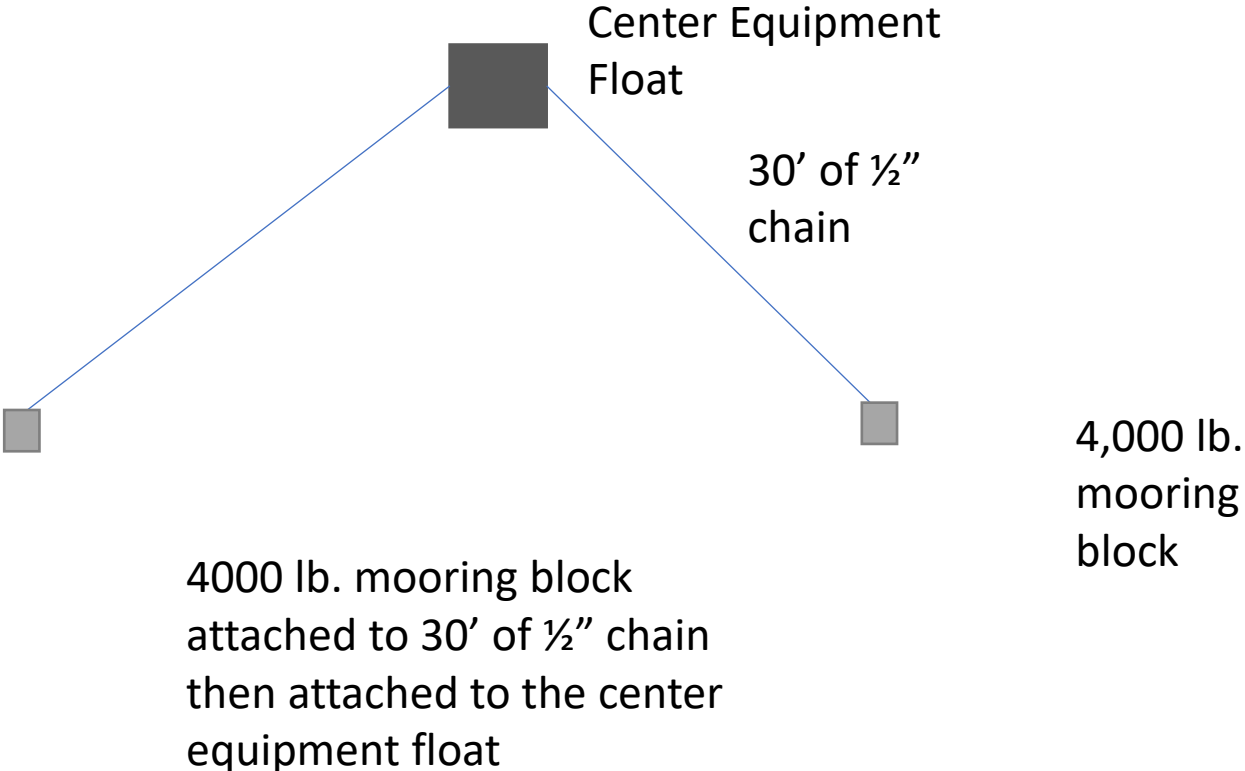 Center Equipment
Float
30’ of ½”
chain
4,000 lb.
mooring
block
4000 lb. mooring block
attached to 30’ of ½” chain
then attached to the center
equipment float